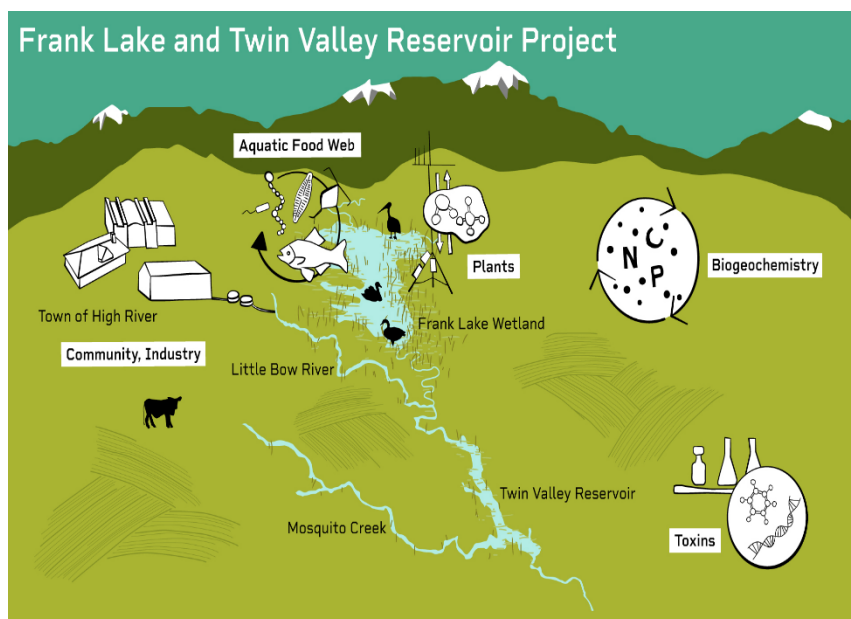 Frank Lake and Twin Valley Reservoir Project
Aquatic Food Web
Plants
N C P
Biogeochemistry
Town of High River
Frank Lake Wetland
Community, Industry
Little Bow River
Twin Valley Reservoir
Mosquito Creek
Toxins